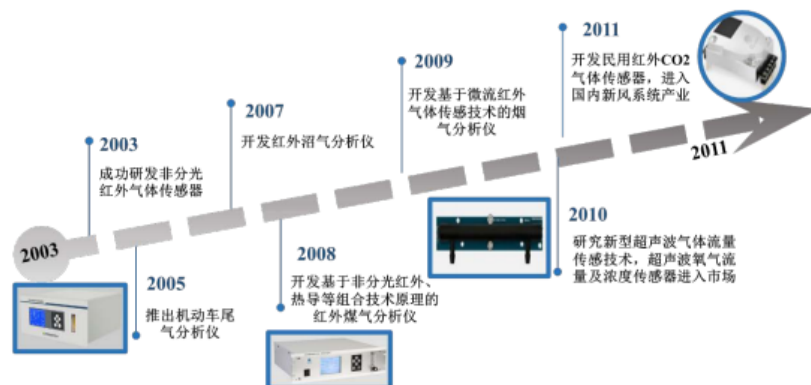 2003
成功研发非分光
红外气体传感器
2005
推出机动车尾
气分析仪
2007
开发红外沼气分析仪
2008
开发基于非分光红外、
热导等组合技术原理的
红外煤气分析仪
2009
开发基于微流红外
气体传感技术的烟
气分析仪
2010
研究新型超声波气体流量
传感技术，超声波氧气流
量及浓度传感器进入市场
2011
开发民用红外CO2
气体传感器，进入
国内新风系统产业
2003
2011